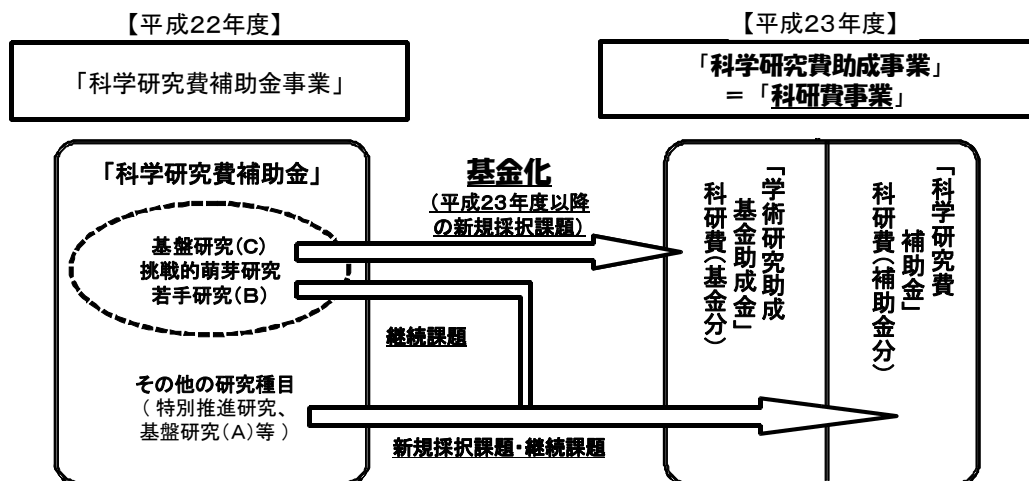 【平成22年度】
「科学研究費補助金事業」
「科学研究費補助金」
基盤研究(C)
挑戦的萌芽研究
若手研究(B)
その他の研究種目
( 特別推進研究、
基盤研究(A)等 )
基金化
(平成23年度以降
の新規採択課題)
継続課題
新規採択課題・継続課題
【平成23年度】
「科学研究費助成事業」
=「科研費事業」
「学術研究助成
基金助成金」
科研費(基金分)
「科学研究費
補助金」
科研費(補助金分)